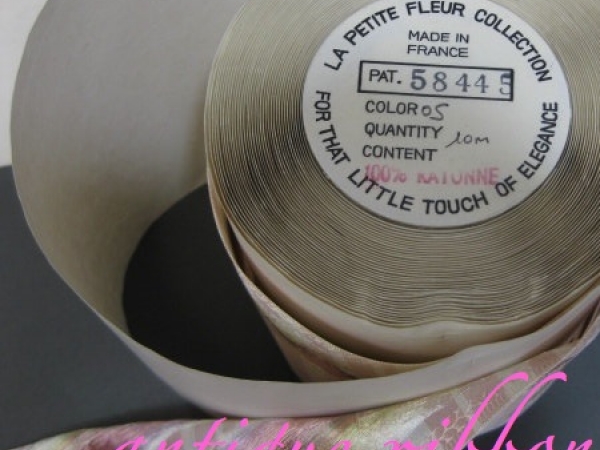 LA PETITE FLEUR COLLECTION
MADE IN
FRANCE
PAT. 58445
COLOR 05
QUANTITY 10m
CONTENT
100% RAYONNE
FOR THAT LITTLE TOUCH OF ELEGANCE
antique ribbon